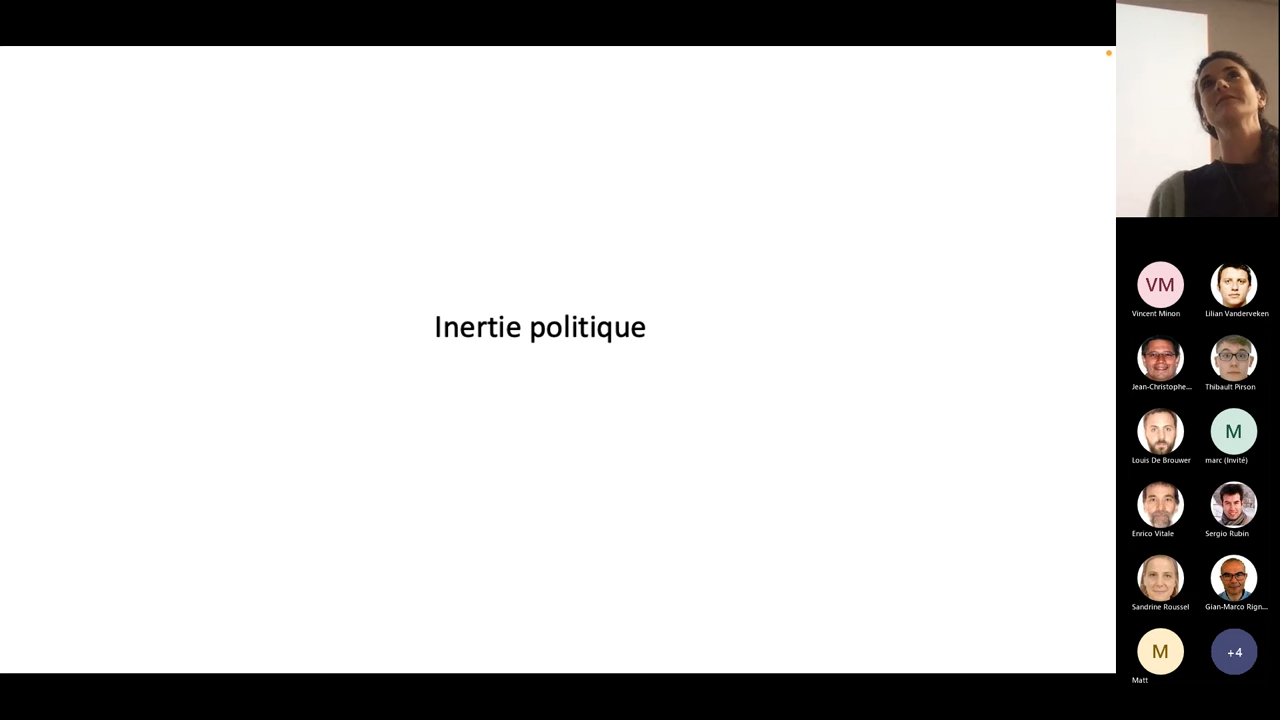 Inertie politique
VM
Vincent Minon
Lilian Vanderveken
Jean-Christophe...
Thibault Pirson
Louis De Brouwer
M
marc (Invité)
Enrico Vitale
Sergio Rubin
Sandrine Roussel
Gian-Marco Rign...
M
Matt
+4